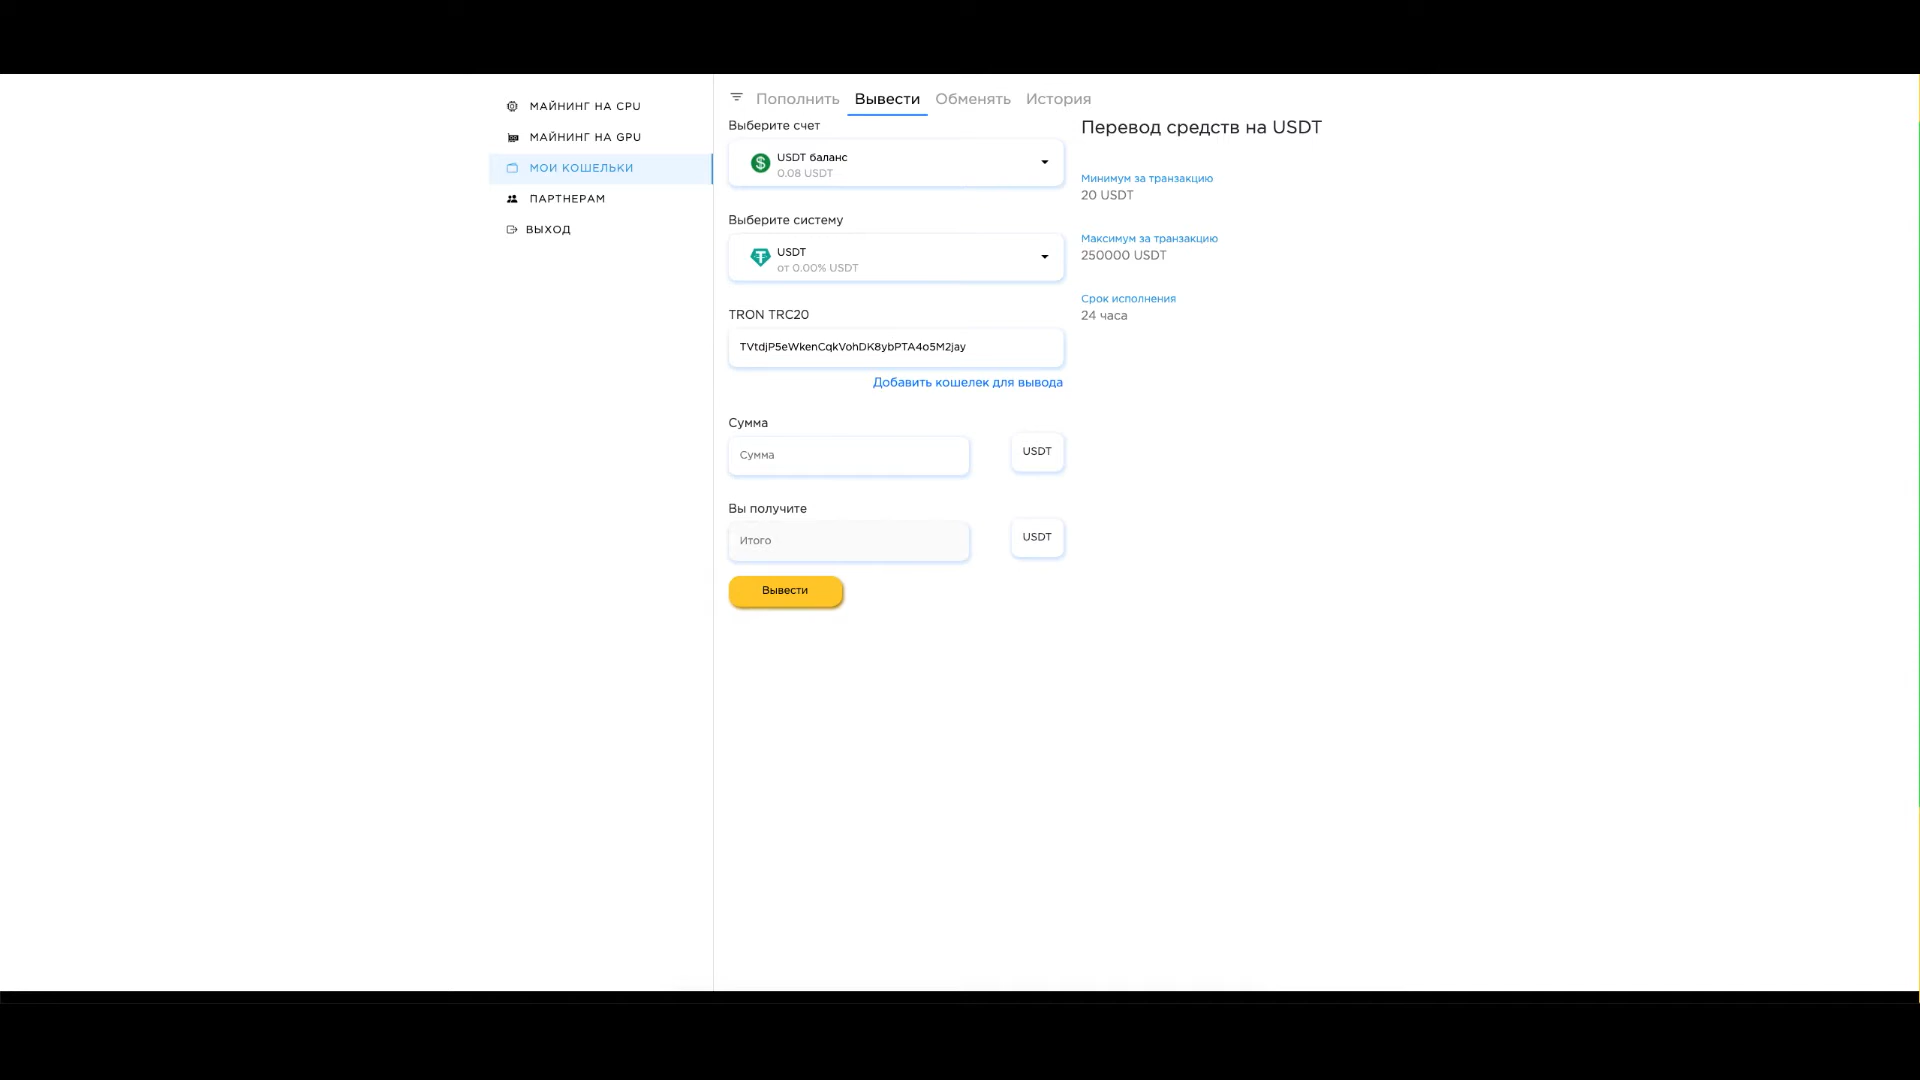 МАЙНИНГ НА CPU
МАЙНИНГ НА GPU
МОИ КОШЕЛЬКИ
ПАРТНЕРАМ
ВЫХОД
Пополнить Вывести Обменять История
Выберите счет
USDT баланс
0.08 USDT
Выберите систему
USDT
от 0.00% USDT
TRON TRC20
TVtdjP5eWkenCqkVohDK8ybPTA4o5M2jay
Добавить кошелек для вывода
Сумма
Сумма USDT
Вы получите
Итого USDT
Вывести
Перевод средств на USDT
Минимум за транзакцию
20 USDT
Максимум за транзакцию
250000 USDT
Срок исполнения
24 часа